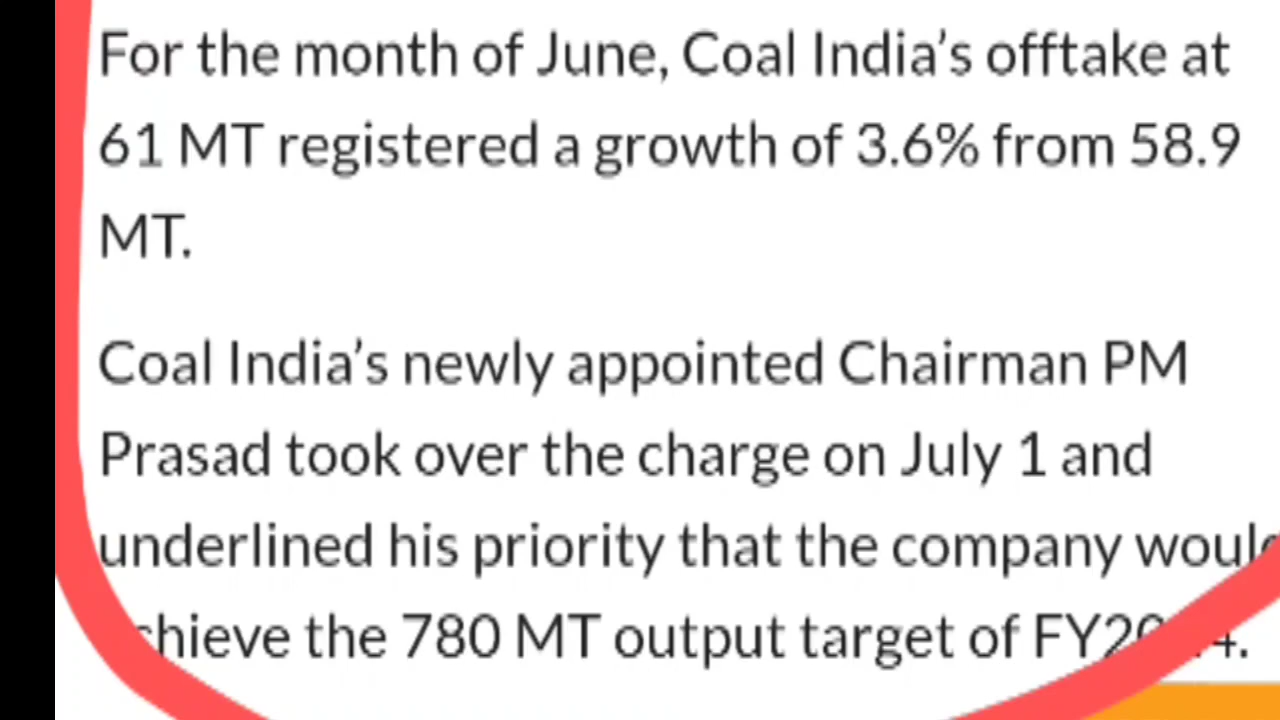 For the month of June, Coal India’s offtake at
61 MT registered a growth of 3.6% from 58.9
MT.
Coal India’s newly appointed Chairman PM
Prasad took over the charge on July 1 and
underlined his priority that the company would
achieve the 780 MT output target of